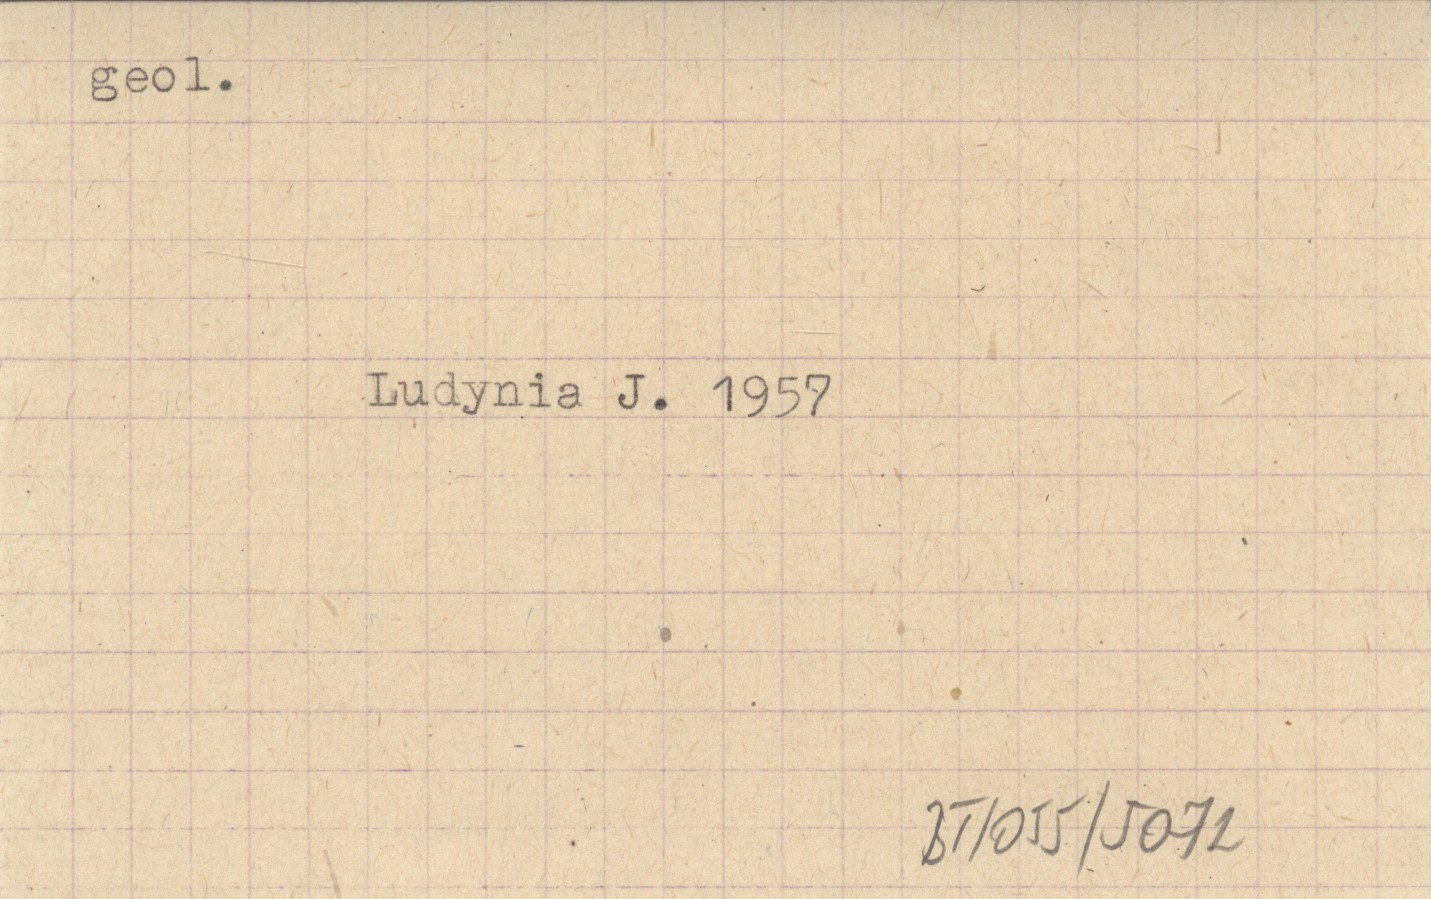 geol.
Ludynia J. 1957
BT/055/5072